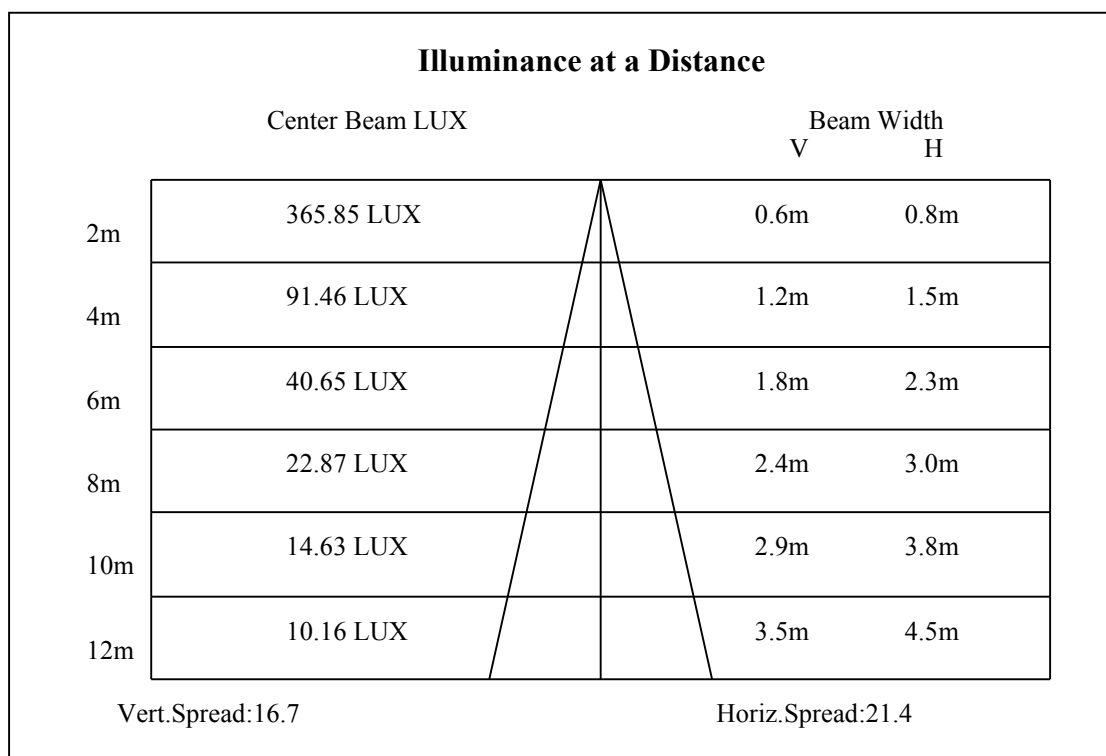 Illuminance at a Distance
Center Beam LUX Beam Width
V H
2m 365.85 LUX 0.6m 0.8m
4m 91.46 LUX 1.2m 1.5m
6m 40.65 LUX 1.8m 2.3m
8m 22.87 LUX 2.4m 3.0m
10m 14.63 LUX 2.9m 3.8m
12m 10.16 LUX 3.5m 4.5m
Vert.Spread:16.7 Horiz.Spread:21.4